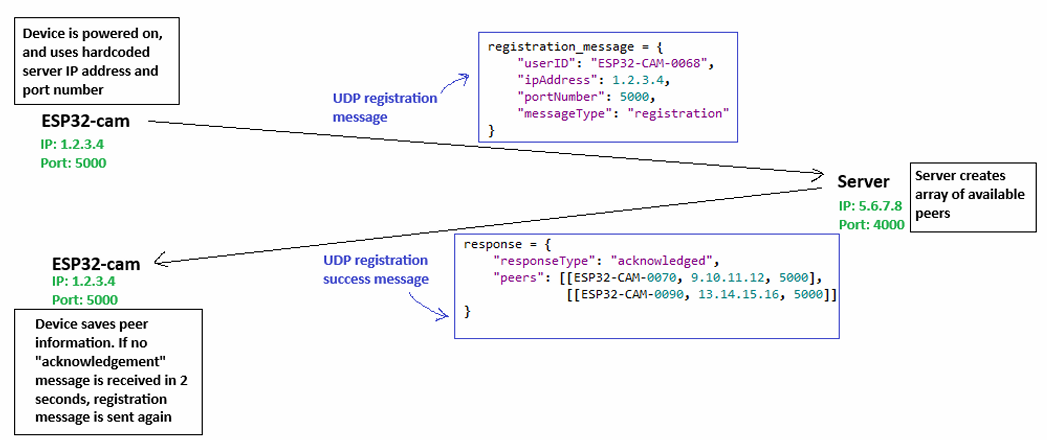 Device is powered on,
and uses hardcoded
server IP address and
port number
ESP32-cam
IP: 1.2.3.4
Port: 5000
UDP registration
message
registration_message = {
"userID": "ESP32-CAM-0068",
"ipAddress": 1.2.3.4,
"portNumber": 5000,
"messageType": "registration"
}
Server
IP: 5.6.7.8
Port: 4000
Server creates
array of available
peers
UDP registration
success message
response = {
"responseType": "acknowledged",
"peers": [[ESP32-CAM-0070, 9.10.11.12, 5000],
[[ESP32-CAM-0090, 13.14.15.16, 5000]]
}
ESP32-cam
IP: 1.2.3.4
Port: 5000
Device saves peer
information. If no
"acknowledgement"
message is received in 2
seconds, registration
message is sent again